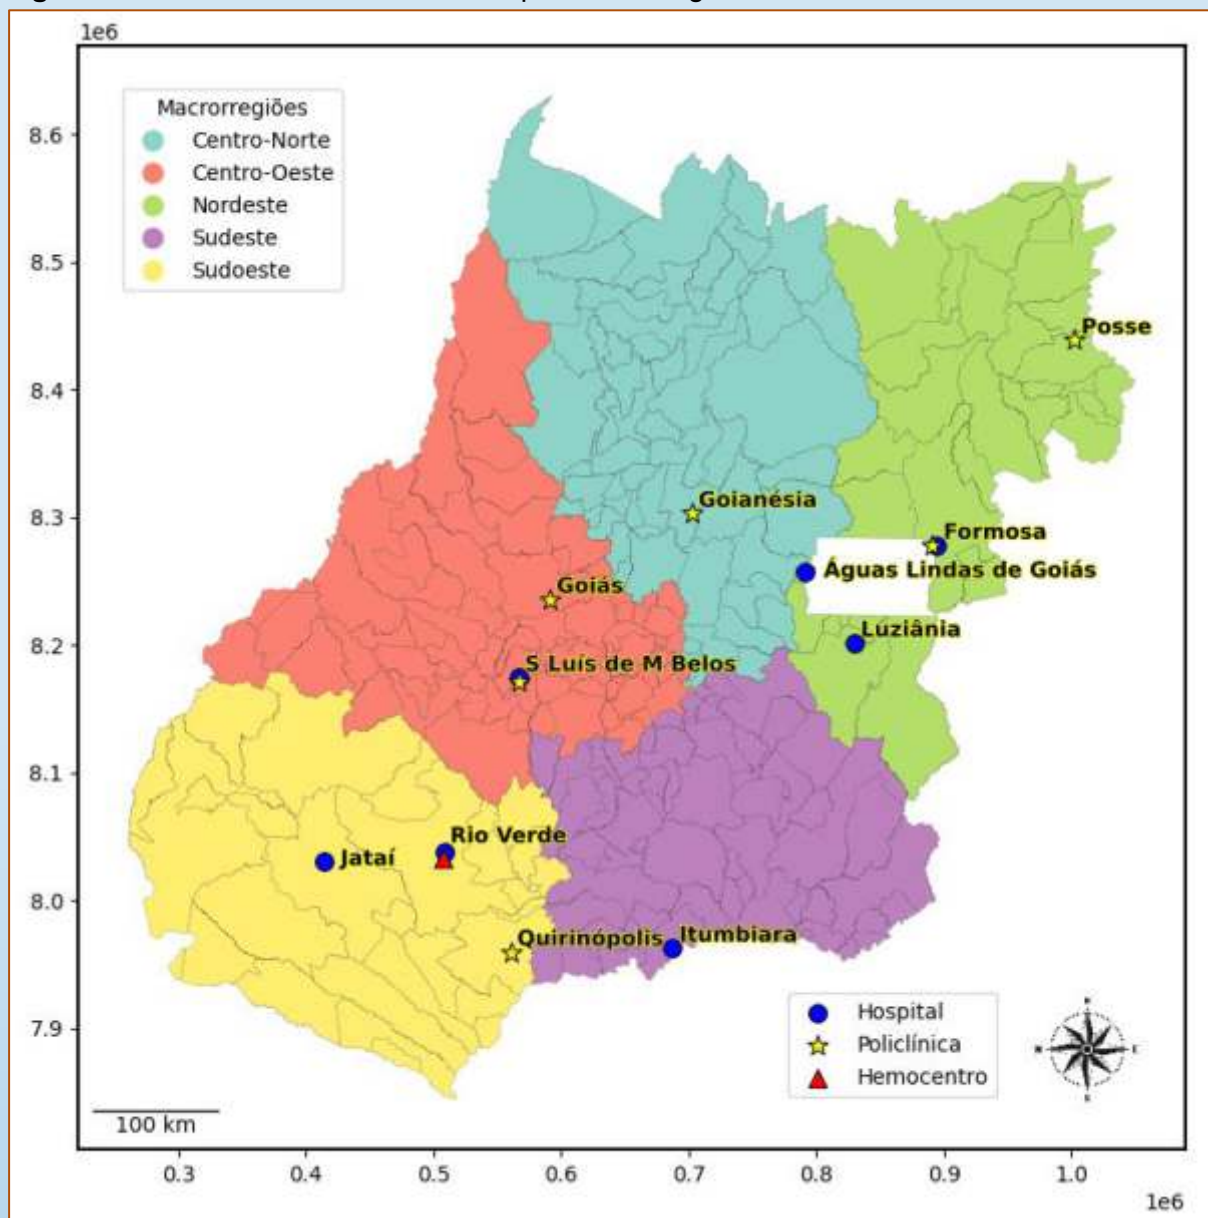 1e6
Macrorregiões
Centro-Norte
Centro-Oeste
Nordeste
Sudeste
Sudoeste
8.6
8.5
8.4
8.3
8.2
8.1
8.0
7.9
Posse
Goianésia
Formosa
Águas Lindas de Goiás
Goiás
Luziânia
S Luís de M Belos
Rio Verde
Jataí
Quirinópolis
Itumbiara
Hospital
Policlínica
Hemocentro
100 km
0.3 0.4 0.5 0.6 0.7 0.8 0.9 1.0
1e6